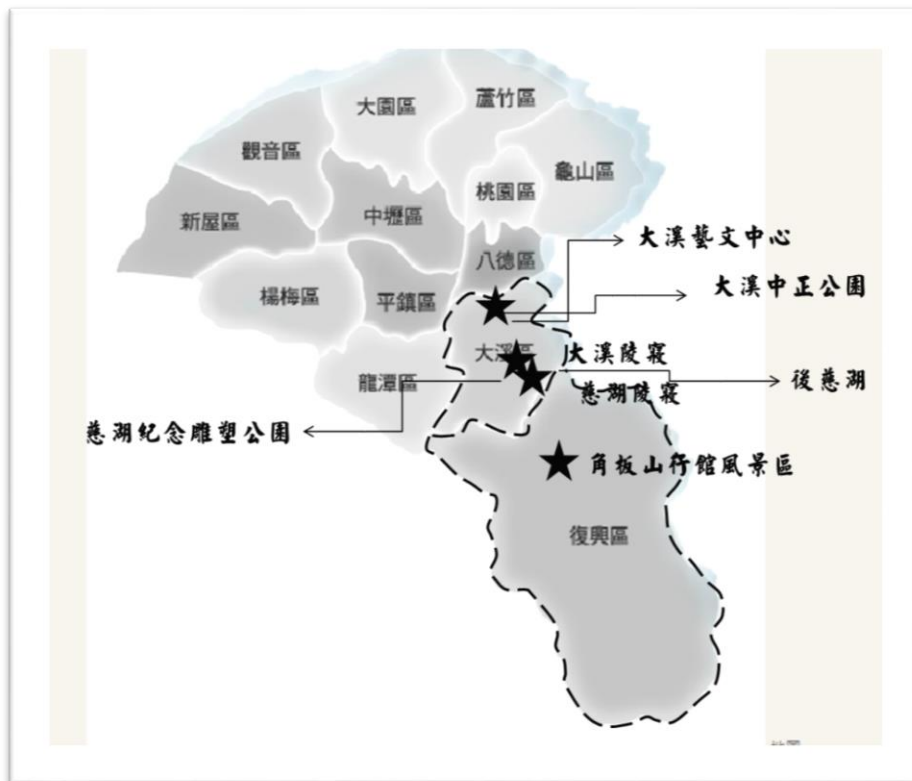 蘆竹區
大園區
觀音區
龜山區
桃園區
新屋區
中壢區
大溪藝文中心
八德區
大溪中正公園
楊梅區
平鎮區
大溪區
大溪陵寢
龍潭區
慈湖陵寢
後慈湖
慈湖紀念雕塑公園
角板山行館風景區
復興區